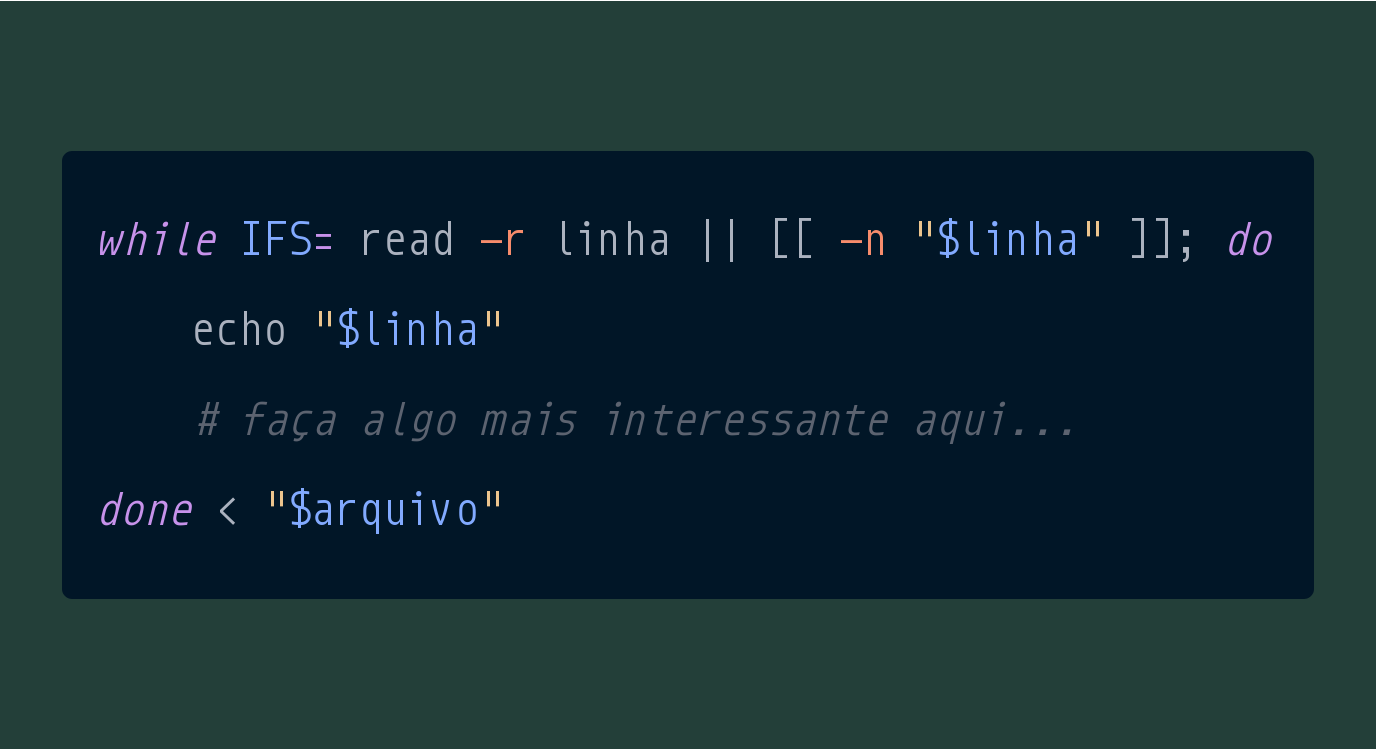 while IFS= read -r linha || [[ -n "$linha" ]]; do
    echo "$linha"
    # faça algo mais interessante aqui...
done < "$arquivo"